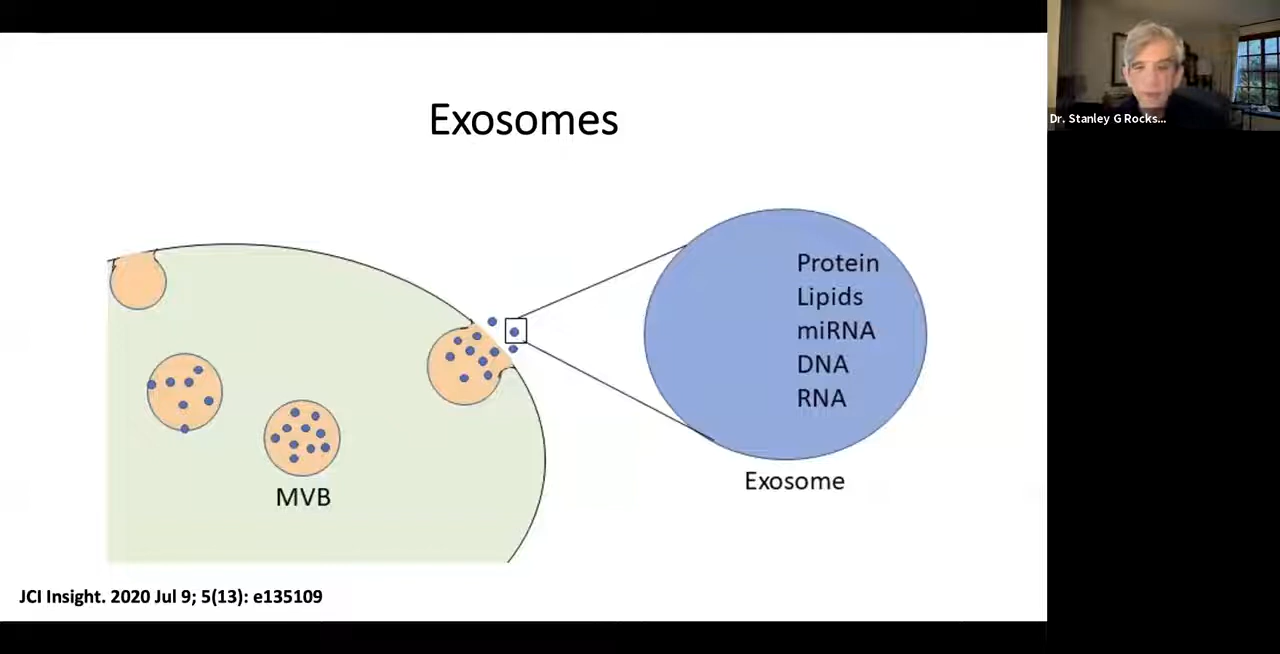 Exosomes
Protein
Lipids
miRNA
DNA
RNA
MVB
Exosome
JCI Insight. 2020 Jul 9; 5(13): e135109
Dr. Stanley G Rocks...